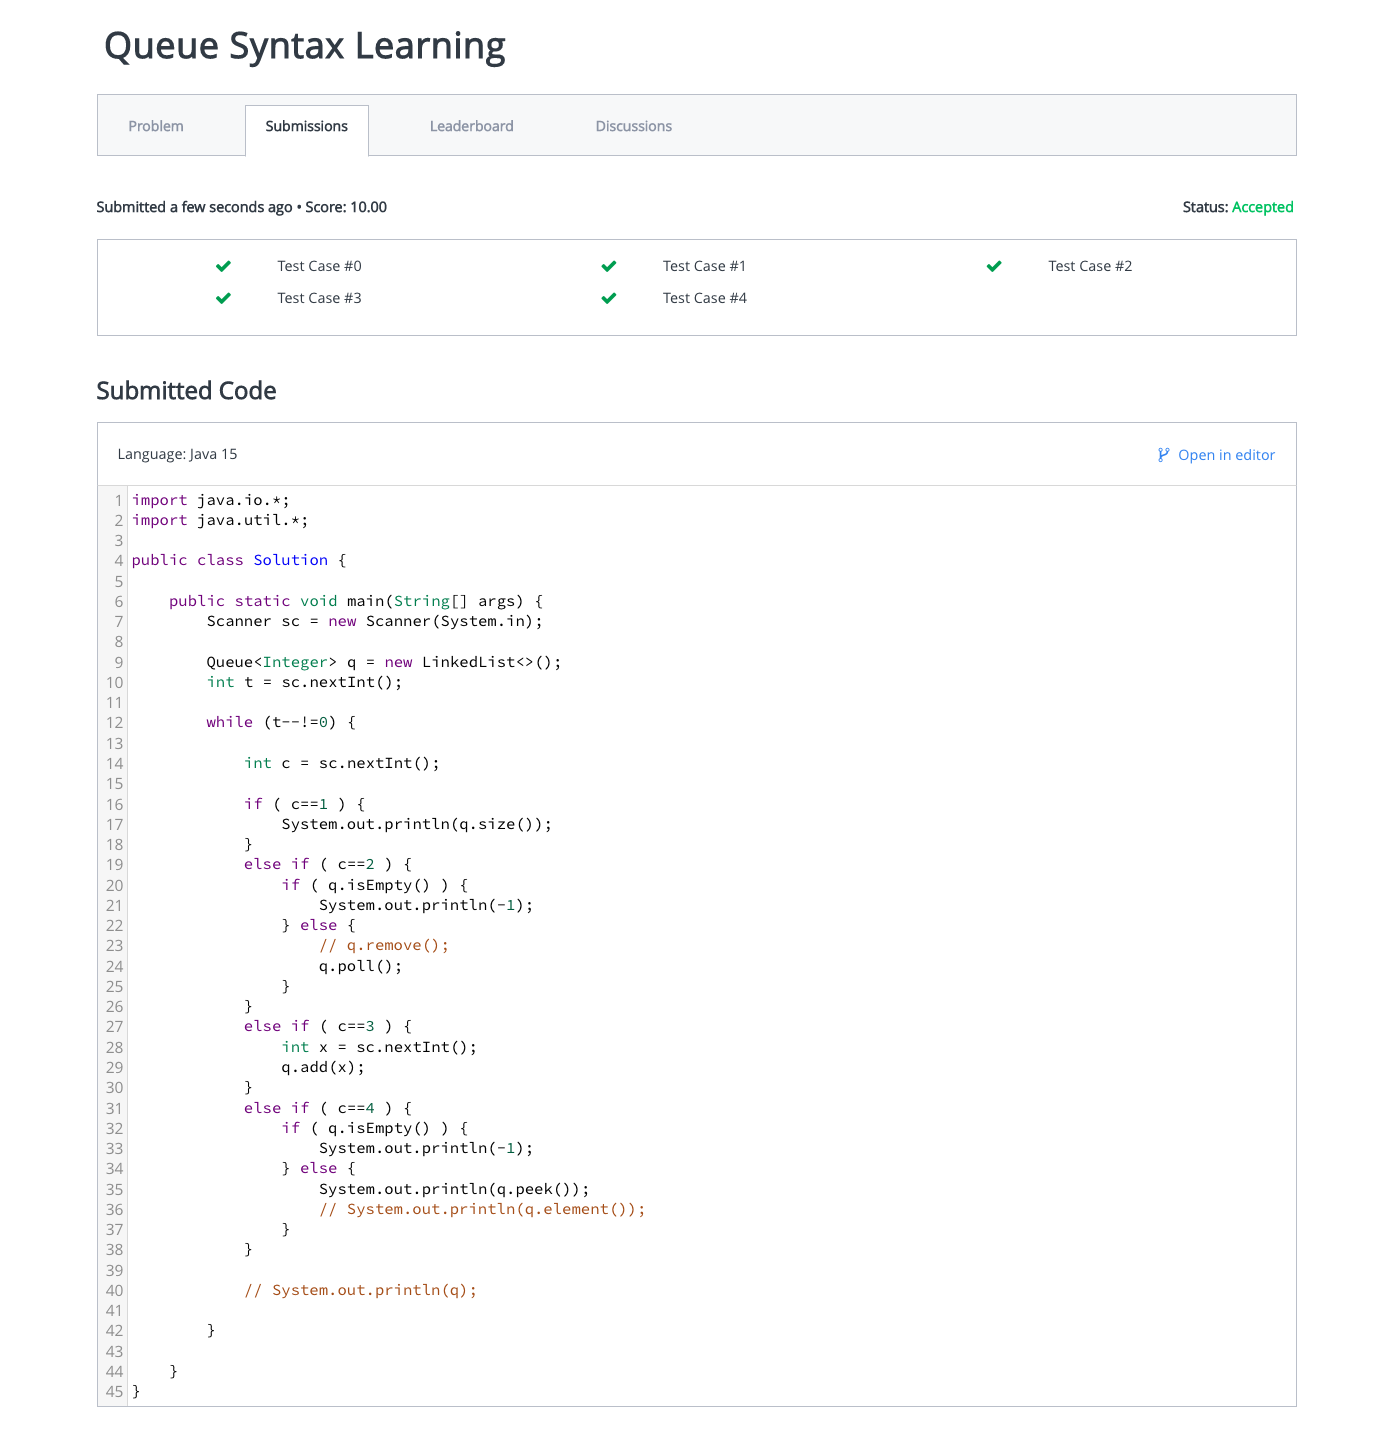 Queue Syntax Learning
Problem Submissions Leaderboard Discussions
Submitted a few seconds ago • Score: 10.00 Status: Accepted
Test Case #0 Test Case #1 Test Case #2
Test Case #3 Test Case #4
Submitted Code
Language: Java 15 Open in editor
1 import java.io.*;
2 import java.util.*;
3
4 public class Solution {
5
6     public static void main(String[] args) {
7         Scanner sc = new Scanner(System.in);
8
9         Queue<Integer> q = new LinkedList<>();
10         int t = sc.nextInt();
11
12         while (t--!=0) {
13
14             int c = sc.nextInt();
15
16             if ( c==1 ) {
17                 System.out.println(q.size());
18             }
19             else if ( c==2 ) {
20                 if ( q.isEmpty() ) {
21                     System.out.println(-1);
22                 } else {
23                     // q.remove();
24                     q.poll();
25                 }
26             }
27             else if ( c==3 ) {
28                 int x = sc.nextInt();
29                 q.add(x);
30             }
31             else if ( c==4 ) {
32                 if ( q.isEmpty() ) {
33                     System.out.println(-1);
34                 } else {
35                     System.out.println(q.peek());
36                     // System.out.println(q.element());
37                 }
38             }
39
40             // System.out.println(q);
41
42         }
43
44     }
45 }